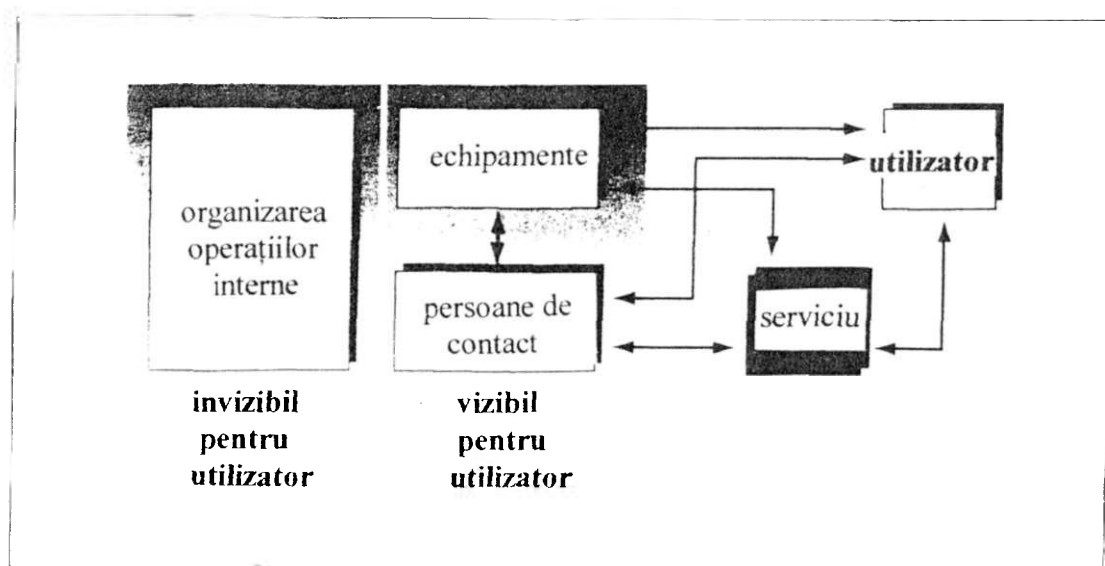 organizarea
operațiilor
interne
echipamente
persoane de
contact
utilizator
serviciu
invizibil
pentru
utilizator
vizibil
pentru
utilizator